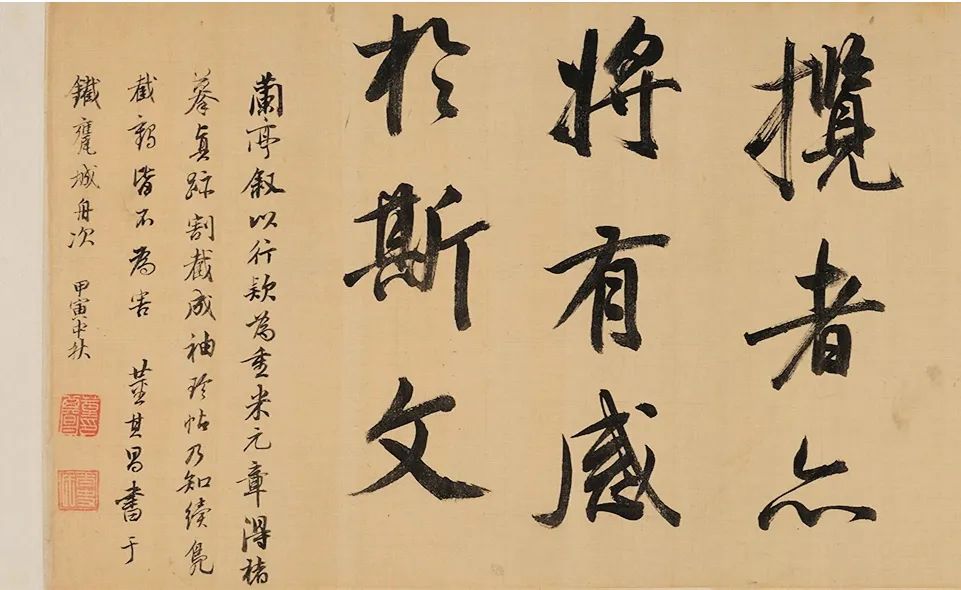 攬者亦
將有感
於斯文
蘭亭叙以行款為重米元章得褚
摹真跡割截成袖珍帖乃知續鳧
截鶴皆不為害　董其昌書于
鐵甕城舟次　甲寅中秋